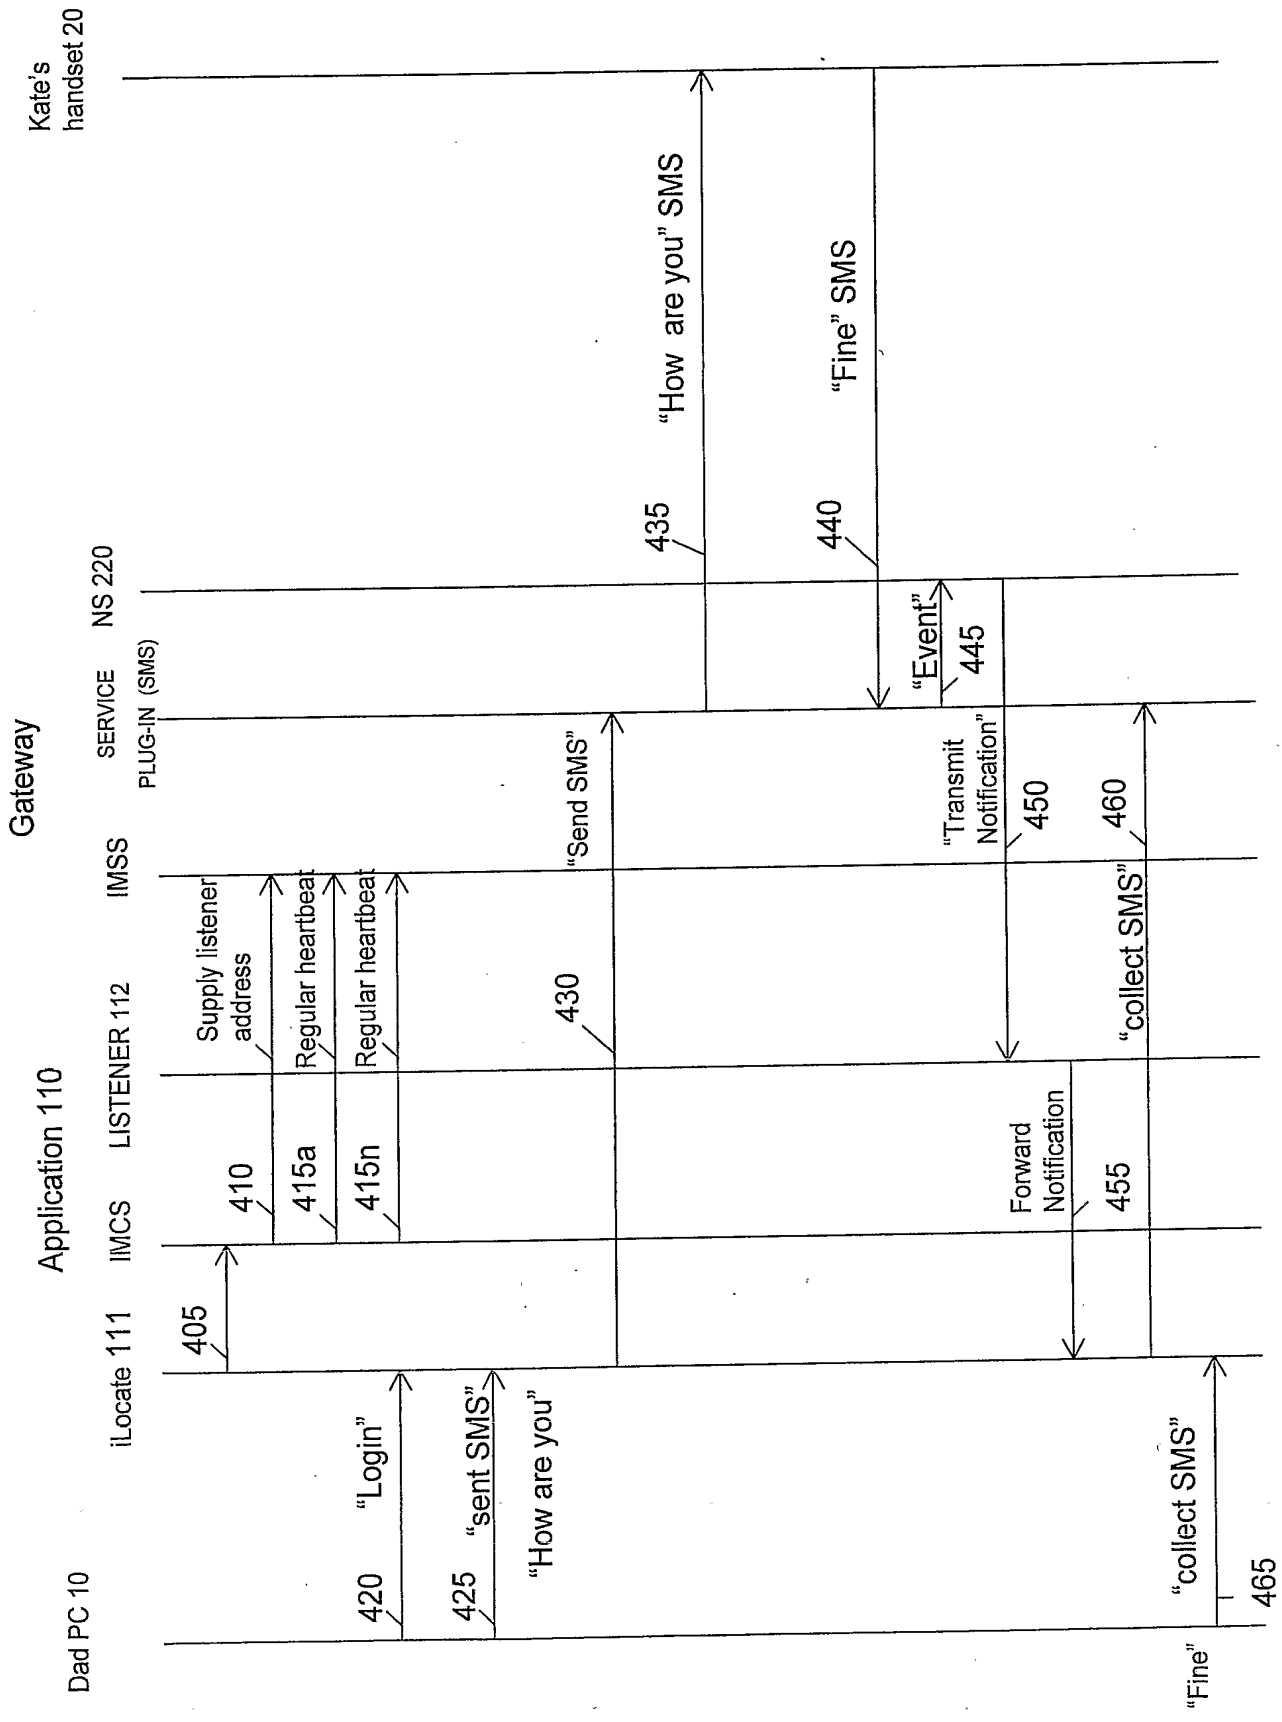 Dad PC 10
Application 110
Gateway
iLocate 111
IMCS
LISTENER 112
IMSS
SERVICE
PLUG-IN (SMS)
NS 220
Kate's
handset 20
405
Supply listener
address
410
Regular heartbeat
415a
Regular heartbeat
415n
"Login"
420
"sent SMS"
425
"How are you"
"Send SMS"
430
"How are you" SMS
435
"Fine" SMS
440
"Event"
445
"Transmit
Notification"
450
Forward
Notification
455
"collect SMS"
460
"collect SMS"
465
"Fine"